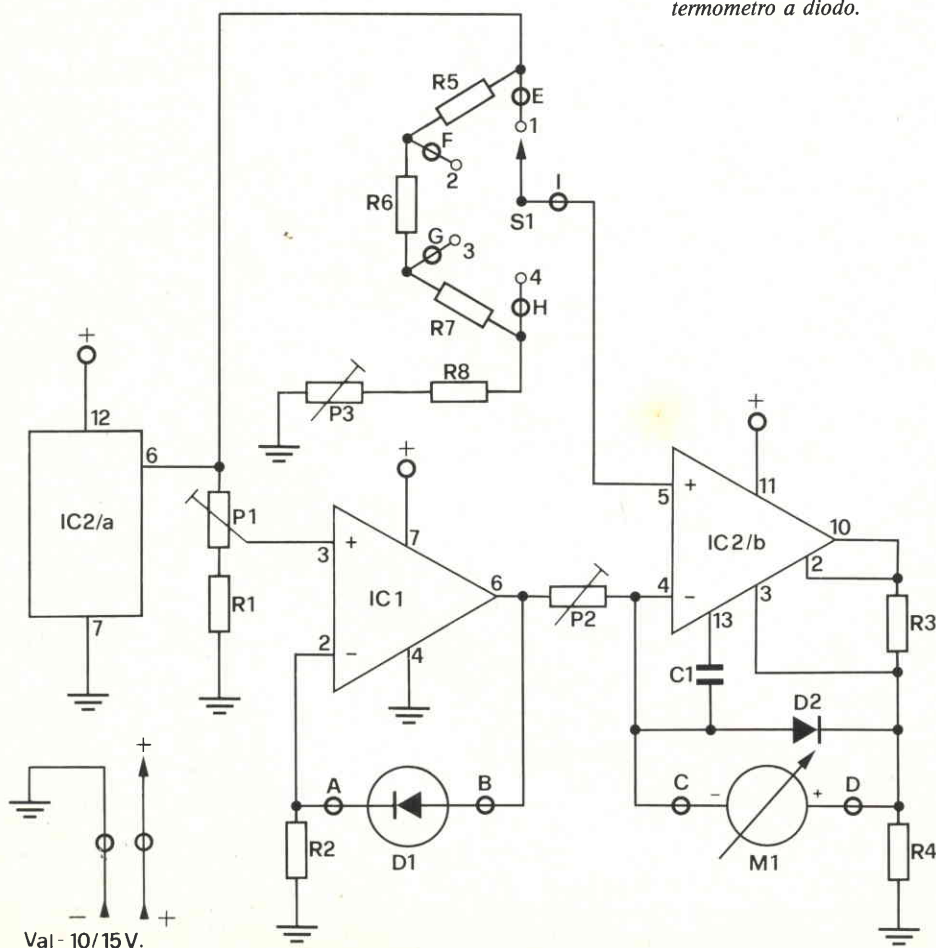 termometro a diodo.
R5
E
1
F
2
I
R6
S1
G
3
4
H
R7
+
R8
12
P3
+
+
6
5
+
11
IC2/a
P1
7
IC2/b
10
3
+
2
4
-
3
R1
IC1
6
P2
13
R3
7
2
-
4
C1
D2
+
A
B
C
-
+
D
R2
D1
M1
R4
-
+
Val - 10/15 V.